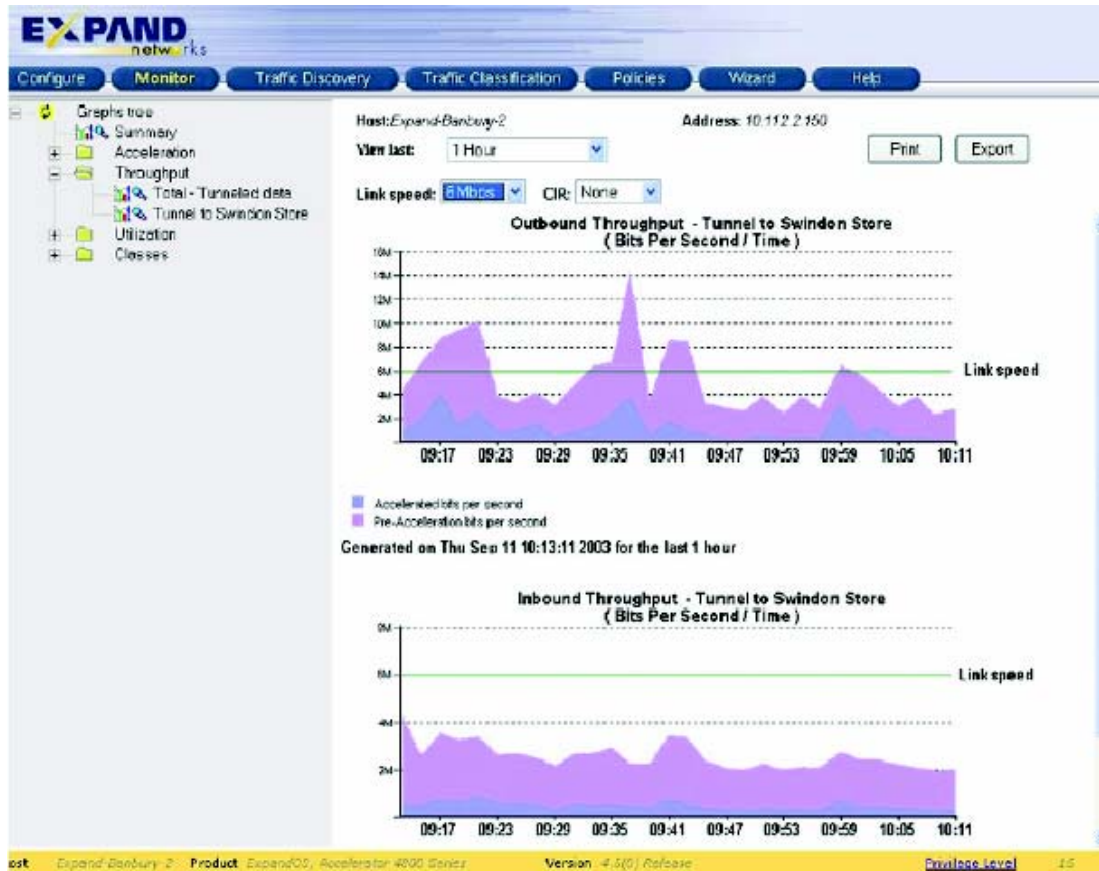 EXPAND
networks
Configure Monitor Traffic Discovery Traffic Classification Policies Wizard Help
Graphs tree
Summary
Acceleration
Throughput
Total - Tunneled data
Tunnel to Swindon Store
Utilization
Classes
Host: Expand-Banbury-2 Address: 10.112.2.150
View last: 1 Hour Print Export
Link speed: 6Mbps CIR: None
Outbound Throughput - Tunnel to Swindon Store
( Bits Per Second / Time )
16M
14M
12M
10M
8M
6M Link speed
4M
2M
09:17 09:23 09:29 09:35 09:41 09:47 09:53 09:59 10:05 10:11
Accelerated bits per second
Pre-Acceleration bits per second
Generated on Thu Sep 11 10:13:11 2003 for the last 1 hour
Inbound Throughput - Tunnel to Swindon Store
( Bits Per Second / Time )
8M
6M Link speed
4M
2M
09:17 09:23 09:29 09:35 09:41 09:47 09:53 09:59 10:05 10:11
ost Expand-Banbury-2 Product ExpandOS, Accelerator 4800 Series Version 4.5(0) Release Privilege Level 15